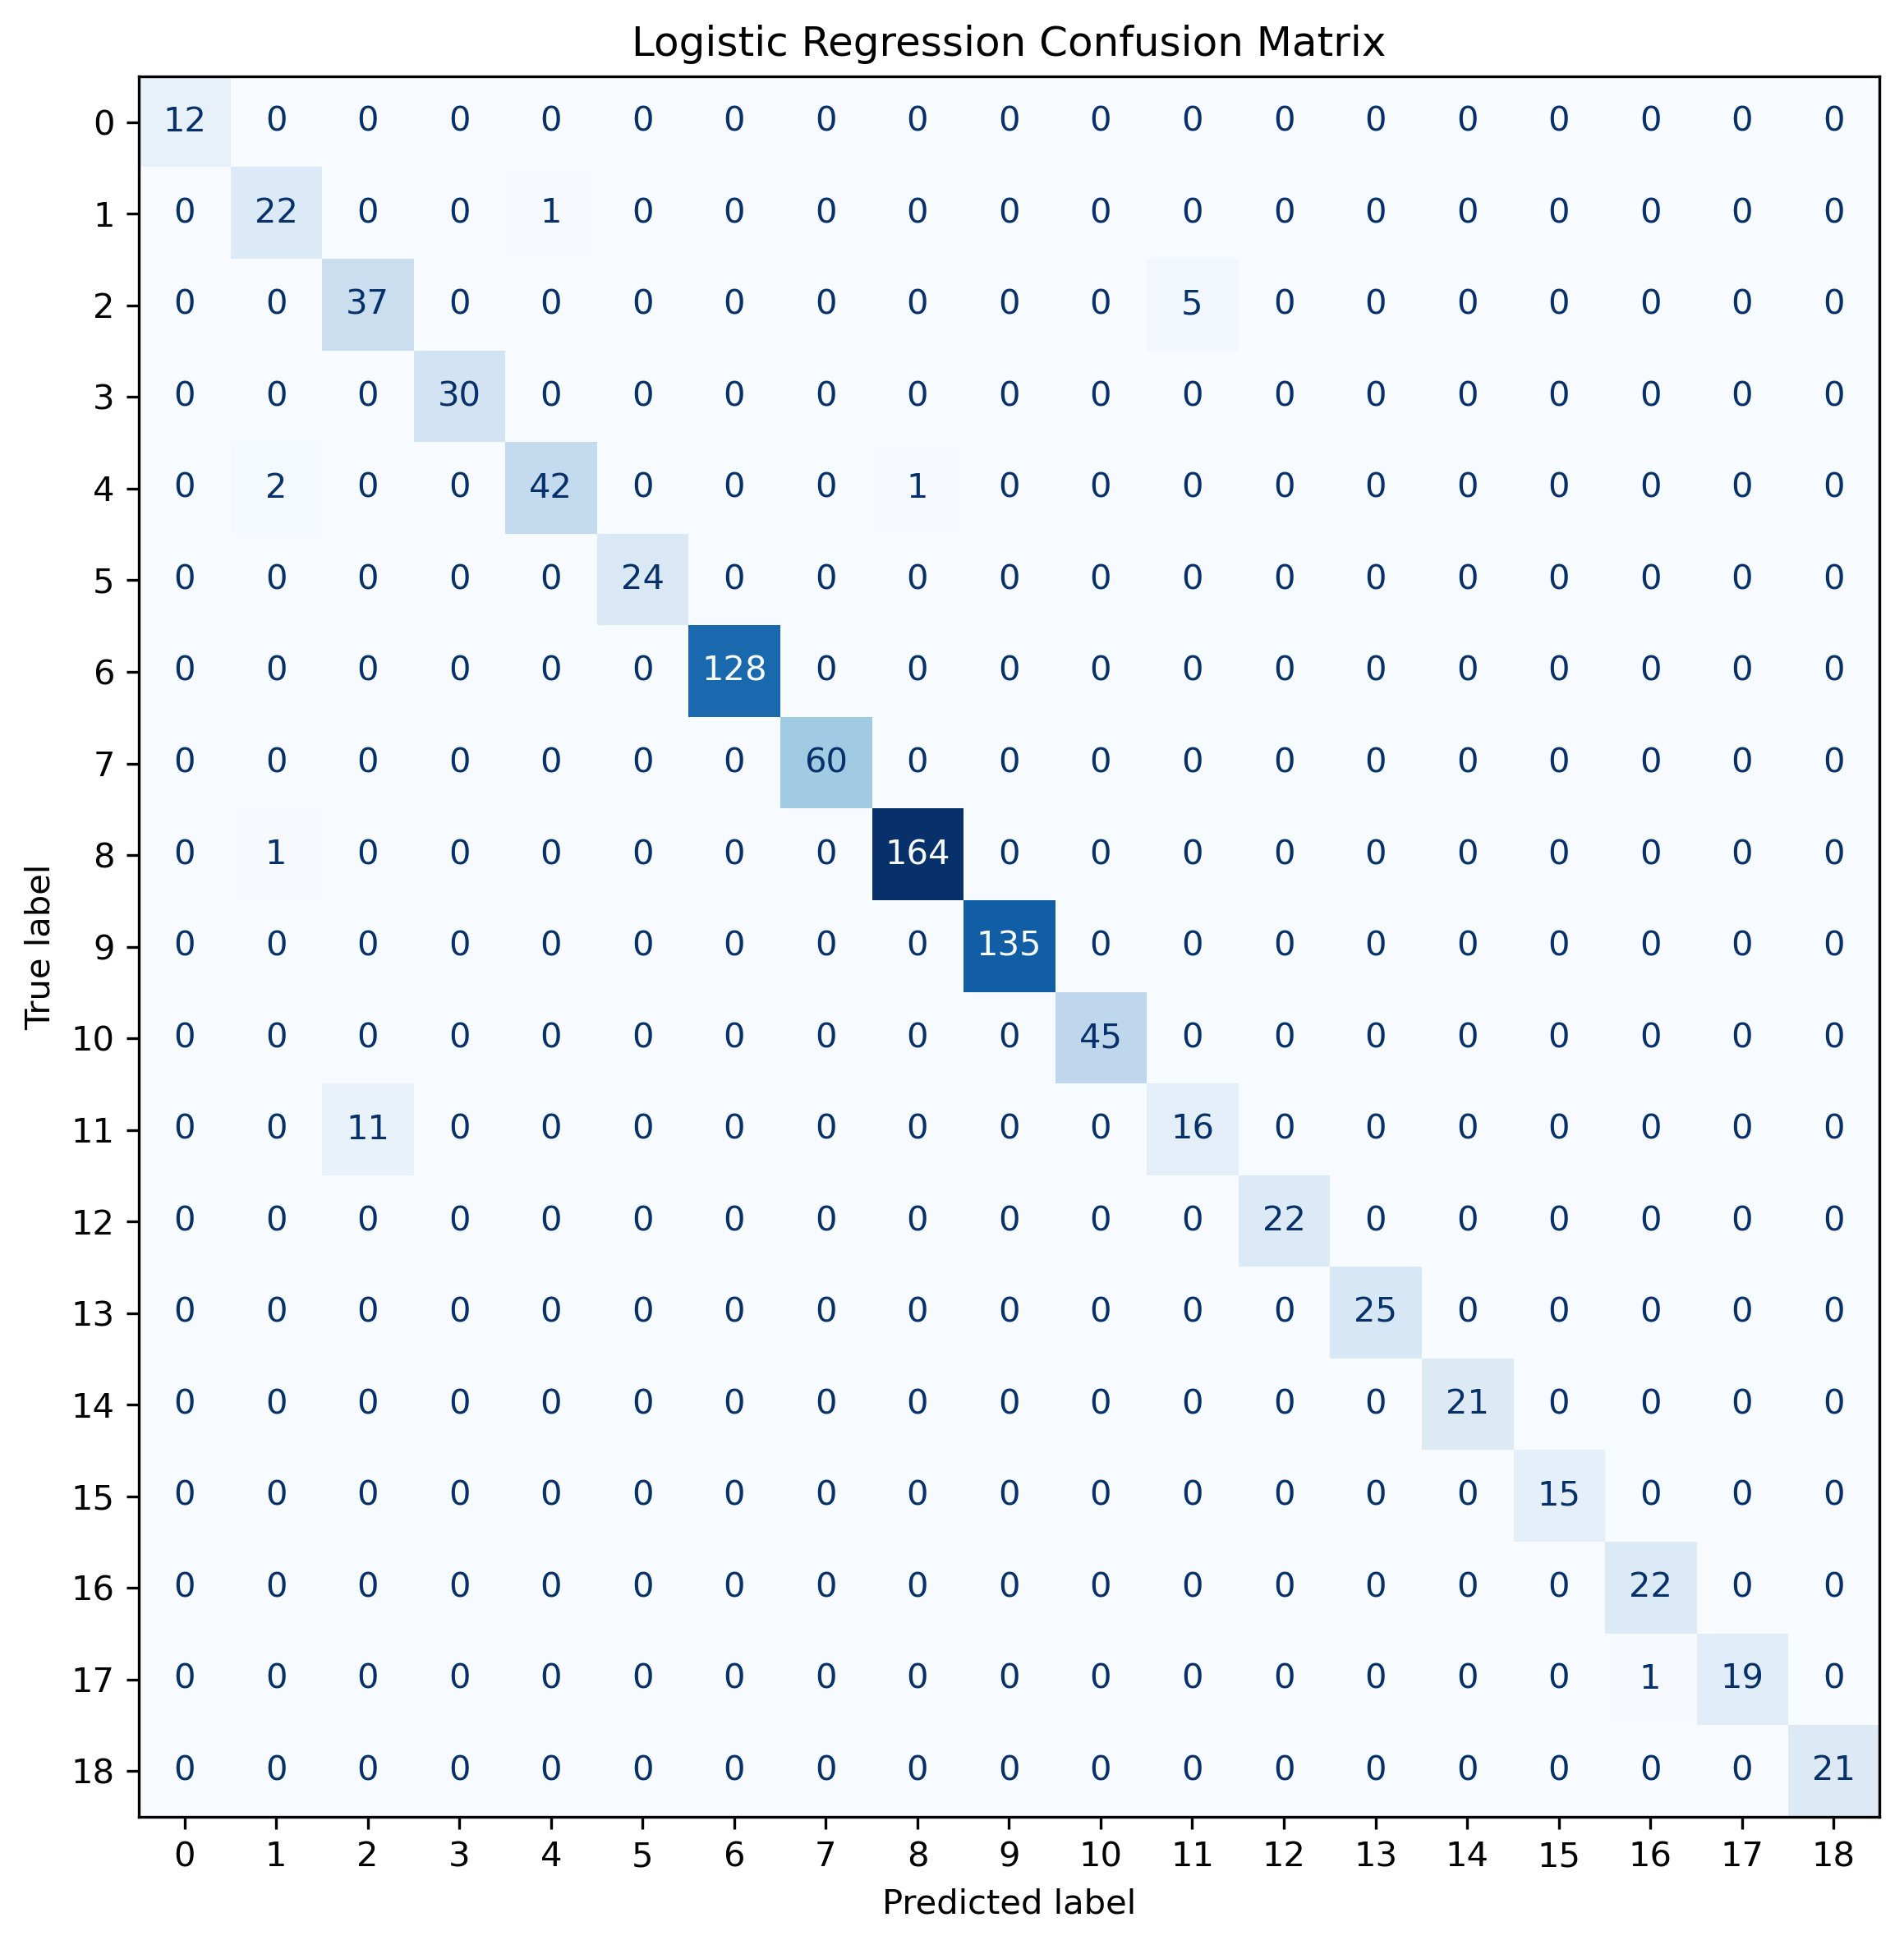 Logistic Regression Confusion Matrix
0 12 0 0 0 0 0 0 0 0 0 0 0 0 0 0 0 0 0 0
1 0 22 0 0 1 0 0 0 0 0 0 0 0 0 0 0 0 0 0
2 0 0 37 0 0 0 0 0 0 0 0 5 0 0 0 0 0 0 0
3 0 0 0 30 0 0 0 0 0 0 0 0 0 0 0 0 0 0 0
4 0 2 0 0 42 0 0 0 1 0 0 0 0 0 0 0 0 0 0
5 0 0 0 0 0 24 0 0 0 0 0 0 0 0 0 0 0 0 0
6 0 0 0 0 0 0 128 0 0 0 0 0 0 0 0 0 0 0 0
7 0 0 0 0 0 0 0 60 0 0 0 0 0 0 0 0 0 0 0
8 0 1 0 0 0 0 0 0 164 0 0 0 0 0 0 0 0 0 0
9 0 0 0 0 0 0 0 0 0 135 0 0 0 0 0 0 0 0 0
10 0 0 0 0 0 0 0 0 0 0 45 0 0 0 0 0 0 0 0
11 0 0 11 0 0 0 0 0 0 0 0 16 0 0 0 0 0 0 0
12 0 0 0 0 0 0 0 0 0 0 0 0 22 0 0 0 0 0 0
13 0 0 0 0 0 0 0 0 0 0 0 0 0 25 0 0 0 0 0
14 0 0 0 0 0 0 0 0 0 0 0 0 0 0 21 0 0 0 0
15 0 0 0 0 0 0 0 0 0 0 0 0 0 0 0 15 0 0 0
16 0 0 0 0 0 0 0 0 0 0 0 0 0 0 0 0 22 0 0
17 0 0 0 0 0 0 0 0 0 0 0 0 0 0 0 0 1 19 0
18 0 0 0 0 0 0 0 0 0 0 0 0 0 0 0 0 0 0 21
0 1 2 3 4 5 6 7 8 9 10 11 12 13 14 15 16 17 18
Predicted label
True label